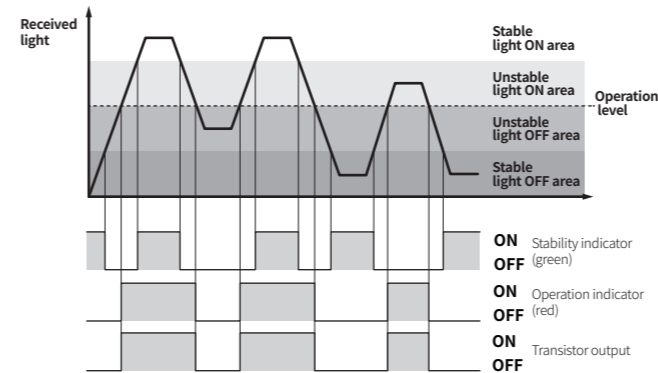 Received
light
Stable
light ON area
Unstable
light ON area
Operation
level
Unstable
light OFF area
Stable
light OFF area
ON
OFF
Stability indicator
(green)
ON
OFF
Operation indicator
(red)
ON
OFF
Transistor output